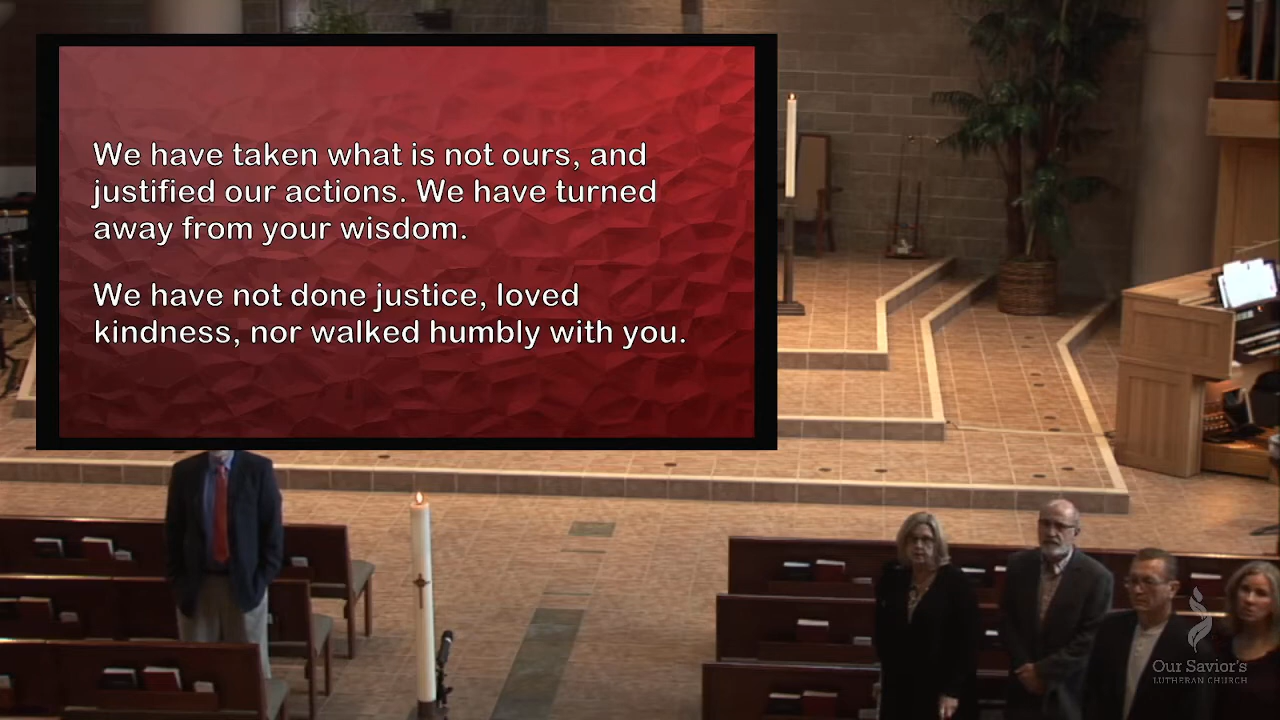 We have taken what is not ours, and
justified our actions. We have turned
away from your wisdom.
We have not done justice, loved
kindness, nor walked humbly with you.
Our Savior's
LUTHERAN CHURCH